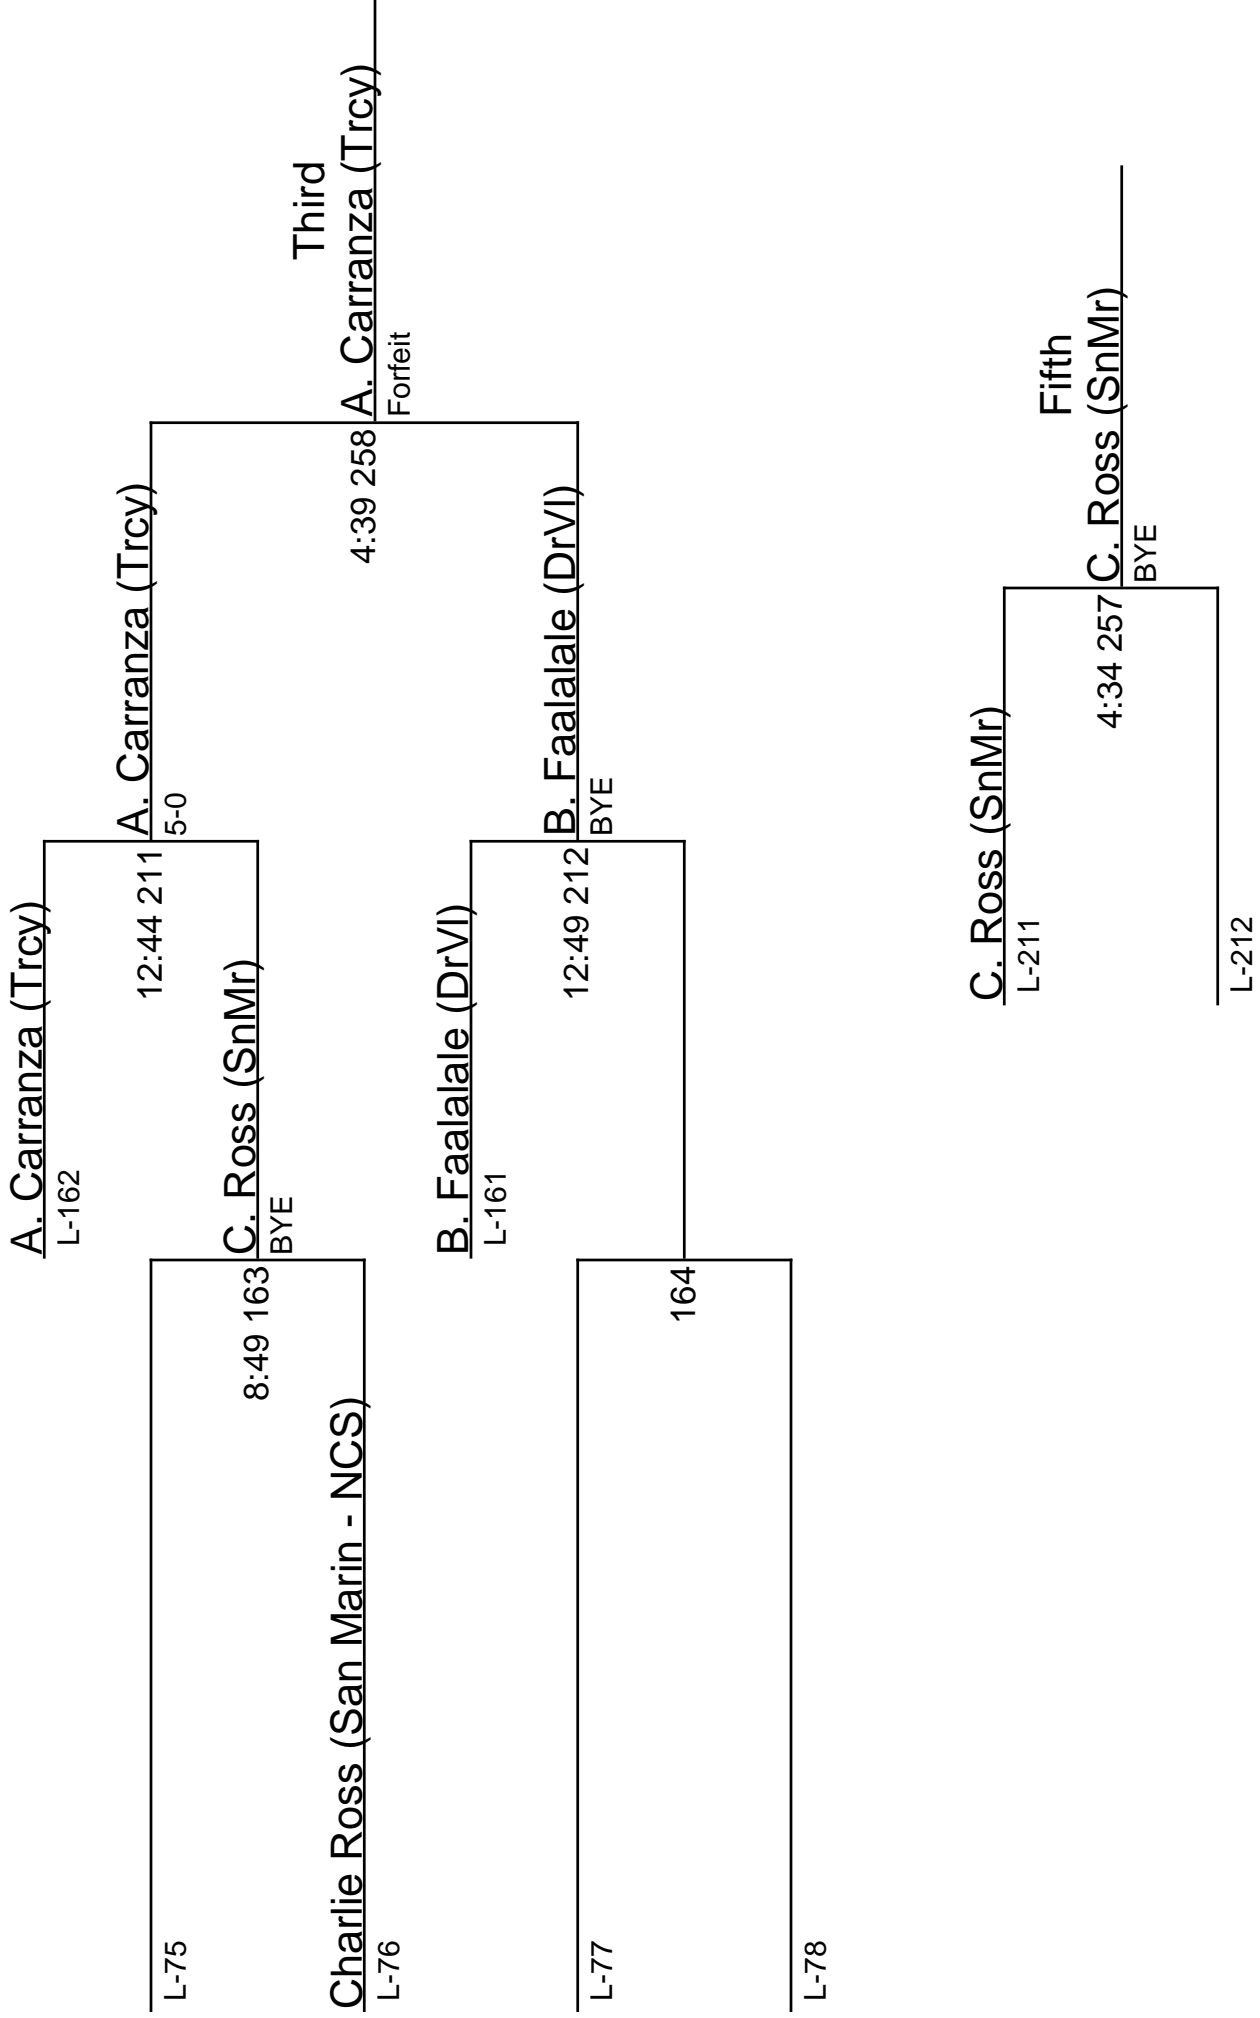 A. Carranza (Trcy)
L-162
12:44 211
A. Carranza (Trcy)
5-0
L-75
8:49 163
C. Ross (SnMr)
BYE
Charlie Ross (San Marin - NCS)
L-76
4:39 258
Third
A. Carranza (Trcy)
Forfeit
B. Faalalale (DrVl)
L-161
12:49 212
B. Faalalale (DrVl)
BYE
L-77
164
L-78
C. Ross (SnMr)
L-211
4:34 257
Fifth
C. Ross (SnMr)
BYE
L-212